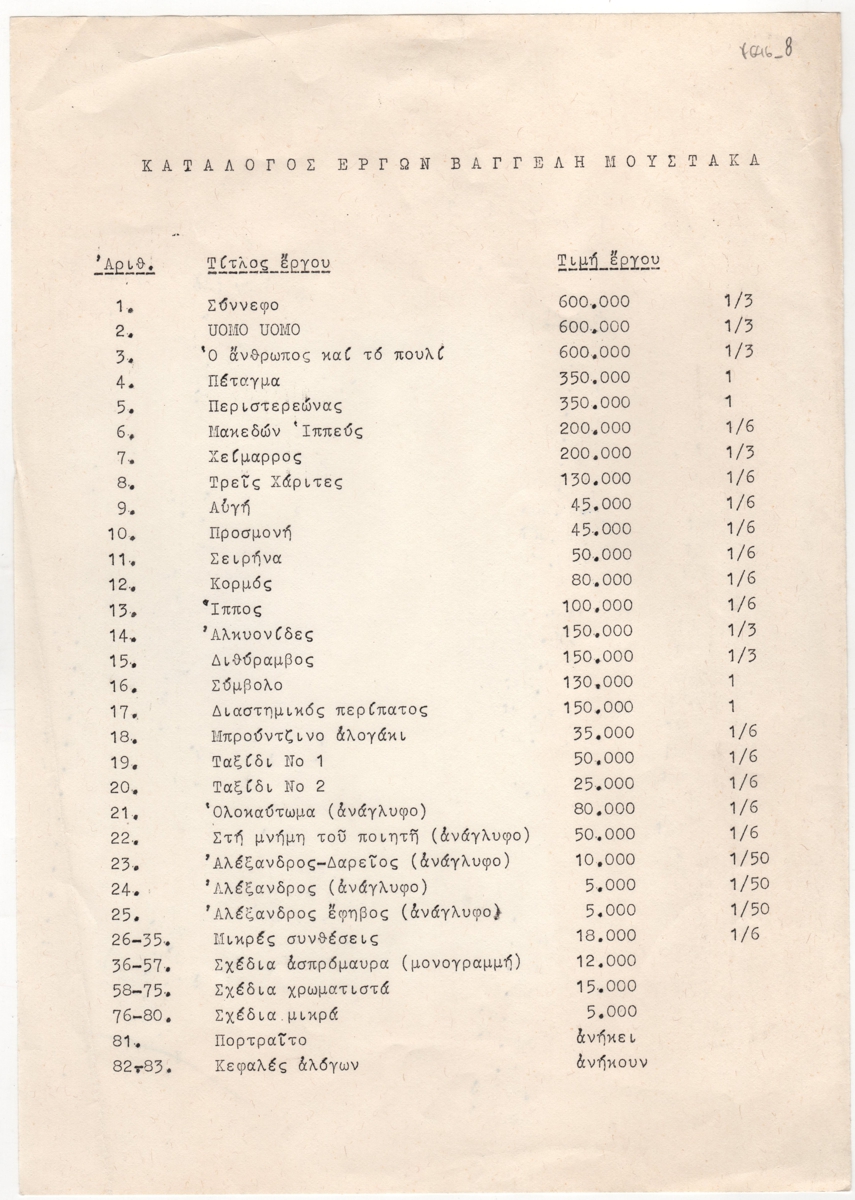 ΚΑΤΑΛΟΓΟΣ ΕΡΓΩΝ ΒΑΓΓΕΛΗ ΜΟΥΣΤΑΚΑ
Ἀριθ. Τίτλος ἔργου Τιμή ἔργου
1. Σύννεφο 600.000 1/3
2. UOMO UOMO 600.000 1/3
3. Ὁ ἄνθρωπος καί τό πουλί 600.000 1/3
4. Πέταγμα 350.000 1
5. Περιστερεώνας 350.000 1
6. Μακεδών Ἱππεύς 200.000 1/6
7. Χείμαρρος 200.000 1/3
8. Τρεῖς Χάριτες 130.000 1/6
9. Αὐγή 45.000 1/6
10. Προσμονή 45.000 1/6
11. Σειρήνα 50.000 1/6
12. Κορμός 80.000 1/6
13. Ἵππος 100.000 1/6
14. Ἀλκυονίδες 150.000 1/3
15. Διθύραμβος 150.000 1/3
16. Σύμβολο 130.000 1
17. Διαστημικός περίπατος 150.000 1
18. Μπρούντζινο ἀλογάκι 35.000 1/6
19. Ταξίδι Νο 1 50.000 1/6
20. Ταξίδι Νο 2 25.000 1/6
21. Ὁλοκαύτωμα (ἀνάγλυφο) 80.000 1/6
22. Στή μνήμη τοῦ ποιητῆ (ἀνάγλυφο) 50.000 1/6
23. Ἀλέξανδρος-Δαρεῖος (ἀνάγλυφο) 10.000 1/50
24. Ἀλέξανδρος (ἀνάγλυφο) 5.000 1/50
25. Ἀλέξανδρος ἔφηβος (ἀνάγλυφο) 5.000 1/50
26-35. Μικρές συνθέσεις 18.000 1/6
36-57. Σχέδια ἀσπρόμαυρα (μονογραμμή) 12.000
58-75. Σχέδια χρωματιστά 15.000
76-80. Σχέδια μικρά 5.000
81. Πορτραῖτο ἀνήκει
82-83. Κεφαλές ἀλόγων ἀνήκουν